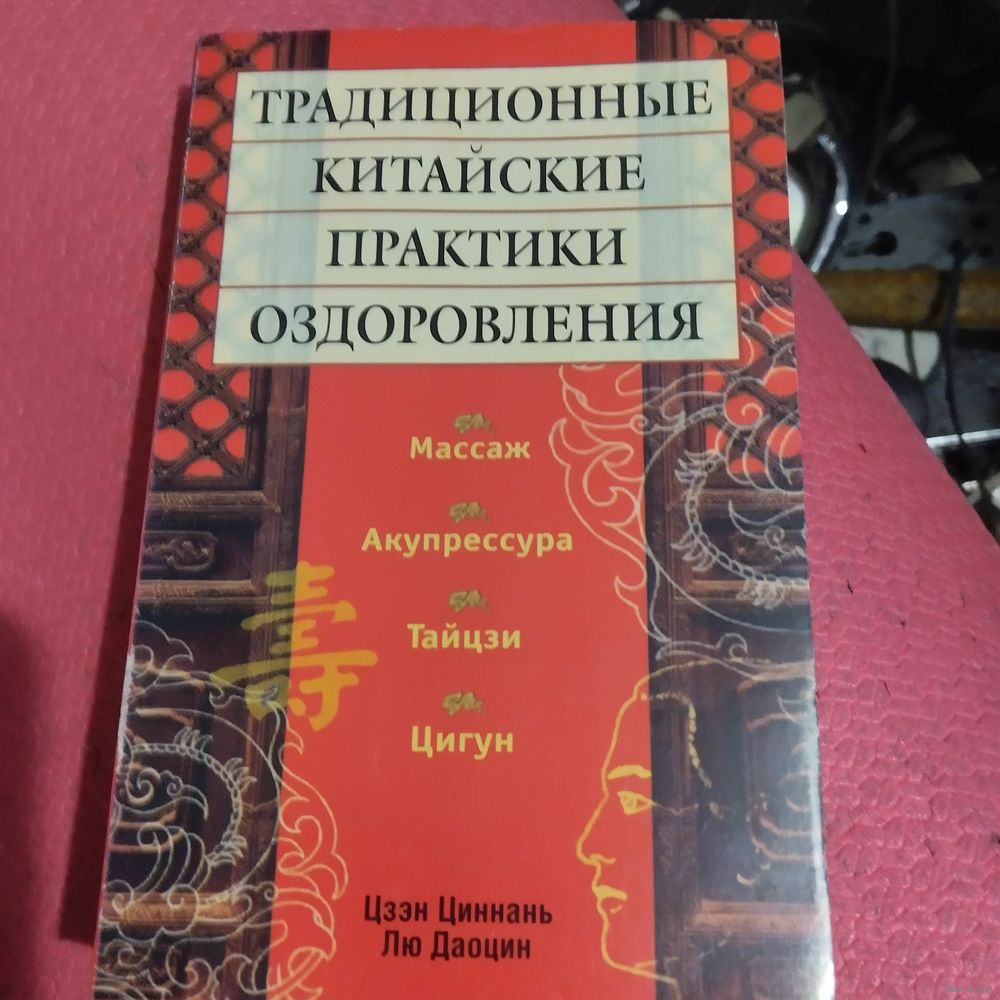 ТРАДИЦИОННЫЕ
КИТАЙСКИЕ
ПРАКТИКИ
ОЗДОРОВЛЕНИЯ
Массаж
Акупрессура
Тайцзи
Цигун
壽
Цзэн Циннань
Лю Даоцин